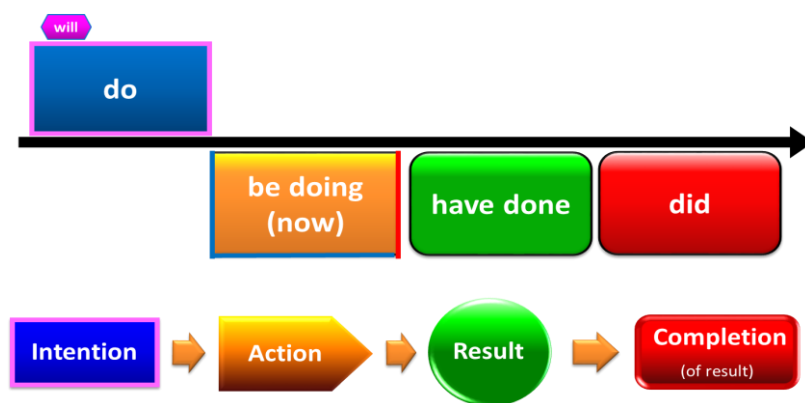 will
do
be doing
(now)
have done
did
Intention
Action
Result
Completion
(of result)